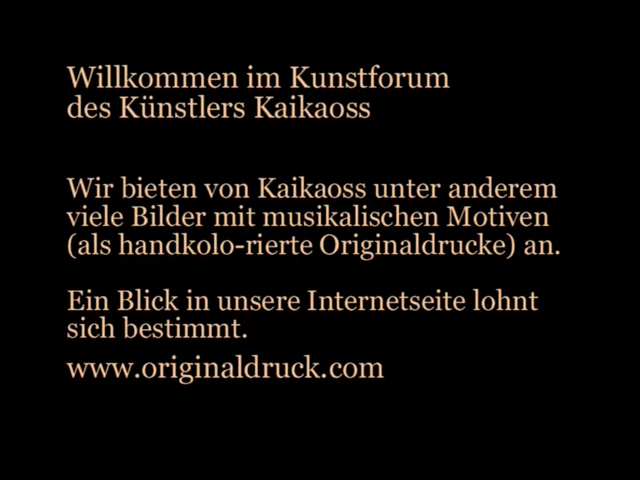 Willkommen im Kunstforum
des Künstlers Kaikaoss
Wir bieten von Kaikaoss unter anderem
viele Bilder mit musikalischen Motiven
(als handkolo-rierte Originaldrucke) an.
Ein Blick in unsere Internetseite lohnt
sich bestimmt.
www.originaldruck.com